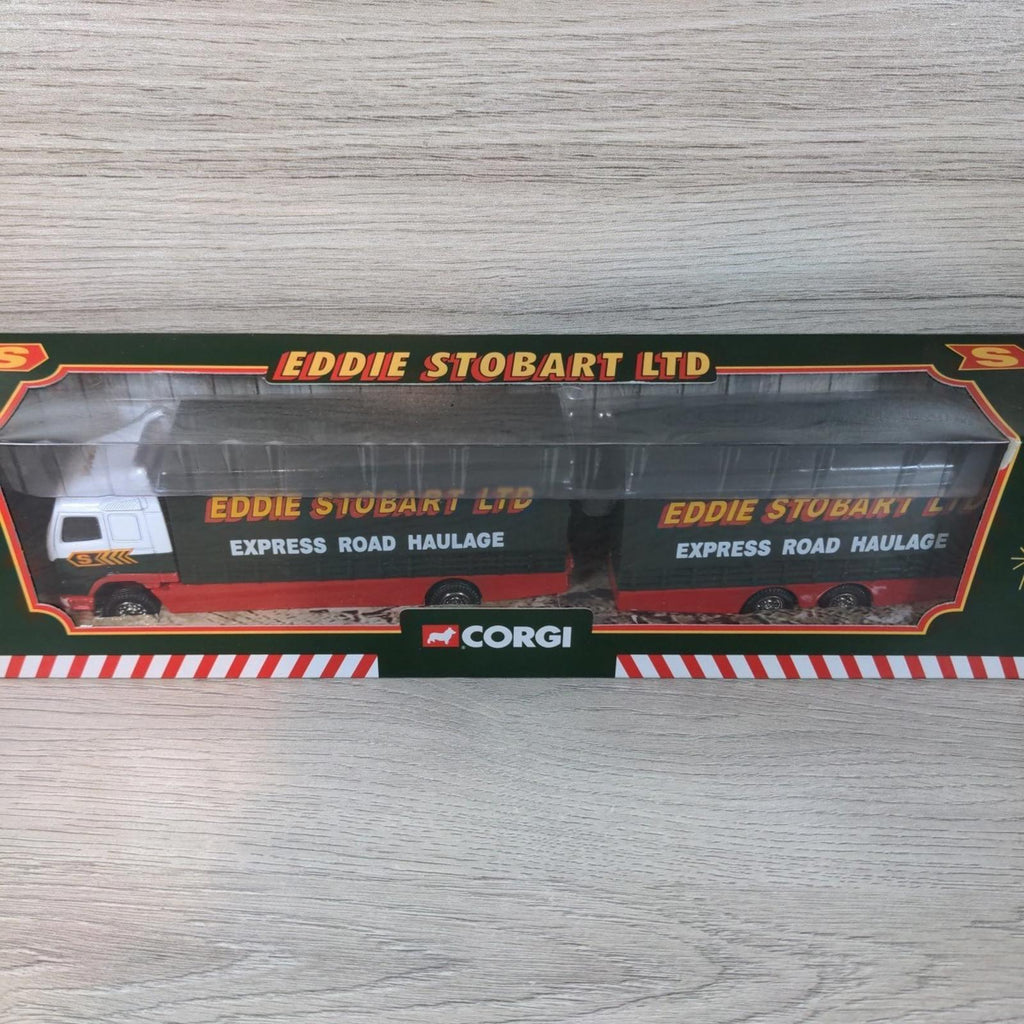 EDDIE STOBART LTD
S
S
EDDIE STOBART LTD
EXPRESS ROAD HAULAGE
EDDIE STOBART LTD
EXPRESS ROAD HAULAGE
S
CORGI